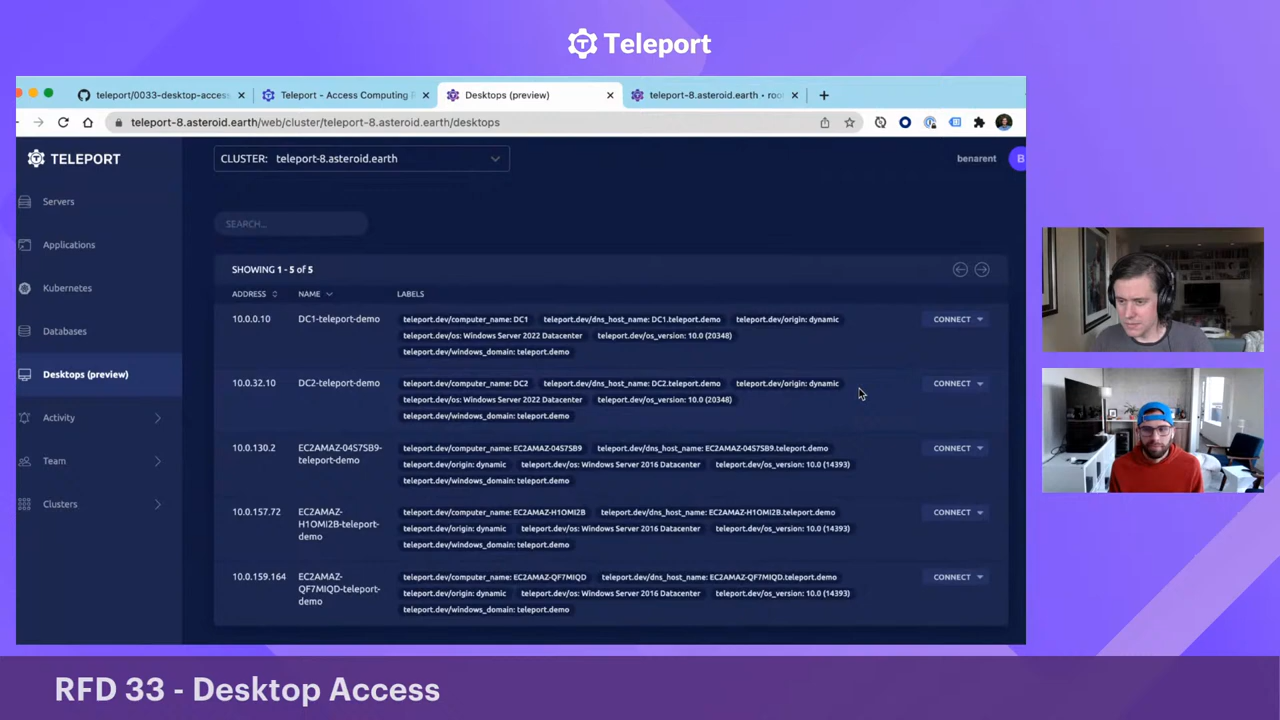 Teleport
teleport/0033-desktop-access
Teleport - Access Computing R
Desktops (preview)
teleport-8.asteroid.earth • roo
teleport-8.asteroid.earth/web/cluster/teleport-8.asteroid.earth/desktops
TELEPORT
CLUSTER: teleport-8.asteroid.earth
benarent
B
Servers
Applications
Kubernetes
Databases
Desktops (preview)
Activity
Team
Clusters
SEARCH...
SHOWING 1 - 5 of 5
ADDRESS NAME LABELS
10.0.0.10 DC1-teleport-demo teleport.dev/computer_name: DC1 teleport.dev/dns_host_name: DC1.teleport.demo teleport.dev/origin: dynamic CONNECT
teleport.dev/os: Windows Server 2022 Datacenter teleport.dev/os_version: 10.0 (20348)
teleport.dev/windows_domain: teleport.demo
10.0.32.10 DC2-teleport-demo teleport.dev/computer_name: DC2 teleport.dev/dns_host_name: DC2.teleport.demo teleport.dev/origin: dynamic CONNECT
teleport.dev/os: Windows Server 2022 Datacenter teleport.dev/os_version: 10.0 (20348)
teleport.dev/windows_domain: teleport.demo
10.0.130.2 EC2AMAZ-04S7SB9- teleport.dev/computer_name: EC2AMAZ-04S7SB9 teleport.dev/dns_host_name: EC2AMAZ-04S7SB9.teleport.demo CONNECT
teleport-demo teleport.dev/origin: dynamic teleport.dev/os: Windows Server 2016 Datacenter teleport.dev/os_version: 10.0 (14393)
teleport.dev/windows_domain: teleport.demo
10.0.157.72 EC2AMAZ- teleport.dev/computer_name: EC2AMAZ-H1OMI2B teleport.dev/dns_host_name: EC2AMAZ-H1OMI2B.teleport.demo CONNECT
H1OMI2B-teleport- teleport.dev/origin: dynamic teleport.dev/os: Windows Server 2016 Datacenter teleport.dev/os_version: 10.0 (14393)
demo teleport.dev/windows_domain: teleport.demo
10.0.159.164 EC2AMAZ- teleport.dev/computer_name: EC2AMAZ-QF7MIQD teleport.dev/dns_host_name: EC2AMAZ-QF7MIQD.teleport.demo CONNECT
QF7MIQD-teleport- teleport.dev/origin: dynamic teleport.dev/os: Windows Server 2016 Datacenter teleport.dev/os_version: 10.0 (14393)
demo teleport.dev/windows_domain: teleport.demo
RFD 33 - Desktop Access